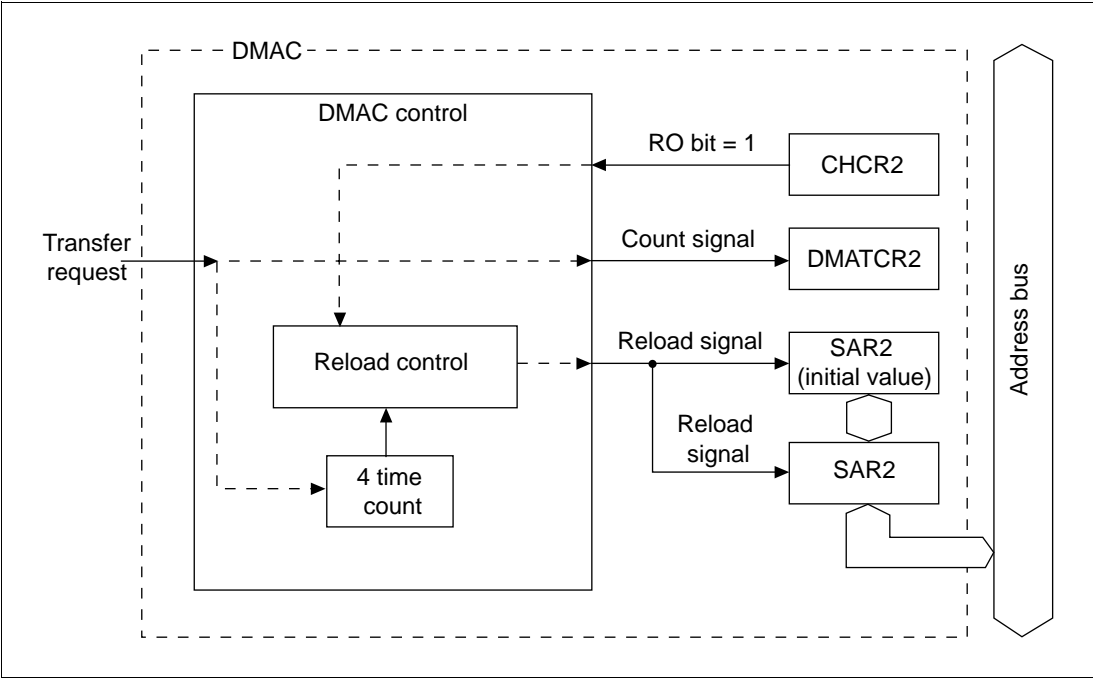 DMAC
DMAC control
RO bit = 1
CHCR2
Transfer
request
Count signal
DMATCR2
Reload control
Reload signal
SAR2
(initial value)
Reload
signal
SAR2
4 time
count
Address bus